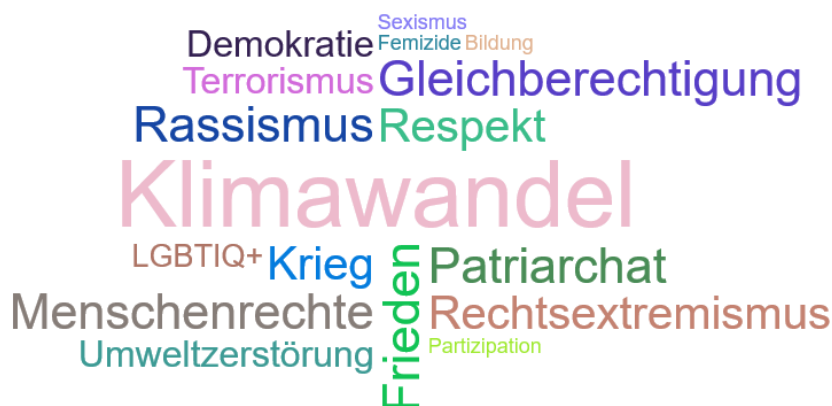 Sexismus
Demokratie Femizide Bildung
Terrorismus Gleichberechtigung
Rassismus Respekt
Klimawandel
LGBTIQ+ Krieg Frieden Patriarchat
Menschenrechte Rechtsextremismus
Umweltzerstörung Partizipation